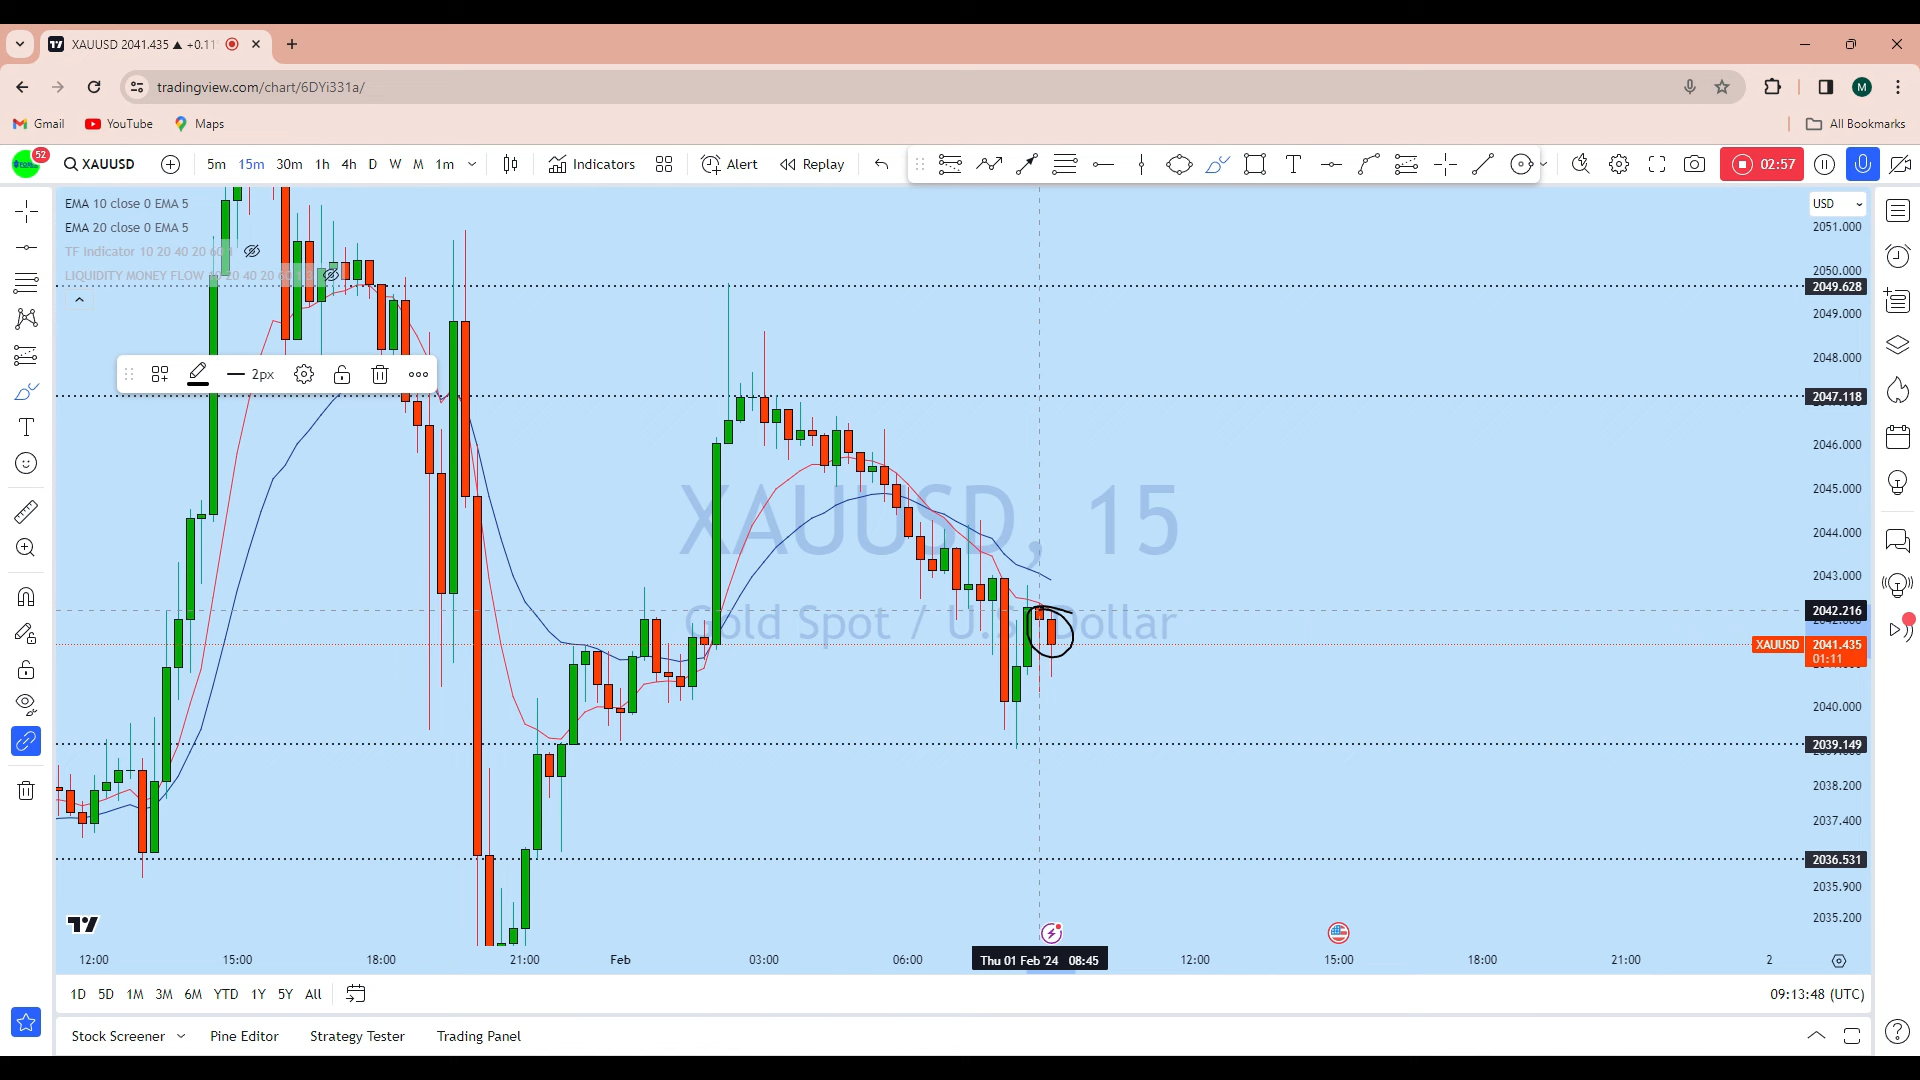 XAUUSD 2041.435 ▲ +0.11
tradingview.com/chart/6DYi331a/
Gmail YouTube Maps All Bookmarks
52 XAUUSD 5m 15m 30m 1h 4h D W M 1m Indicators Alert Replay 02:57
EMA 10 close 0 EMA 5
EMA 20 close 0 EMA 5
TF Indicator 10 20 40 20 60
LIQUIDITY MONEY FLOW 20 40 20
2px
XAUUSD, 15
Gold Spot / U.S. Dollar
USD
2051.000
2050.000
2049.628
2049.000
2048.000
2047.118
2046.000
2045.000
2044.000
2043.000
2042.216
XAUUSD 2041.435
01:11
2040.000
2039.149
2038.200
2037.400
2036.531
2035.900
2035.200
12:00 15:00 18:00 21:00 Feb 03:00 06:00 Thu 01 Feb '24 08:45 12:00 15:00 18:00 21:00 2
1D 5D 1M 3M 6M YTD 1Y 5Y All 09:13:48 (UTC)
Stock Screener Pine Editor Strategy Tester Trading Panel
M